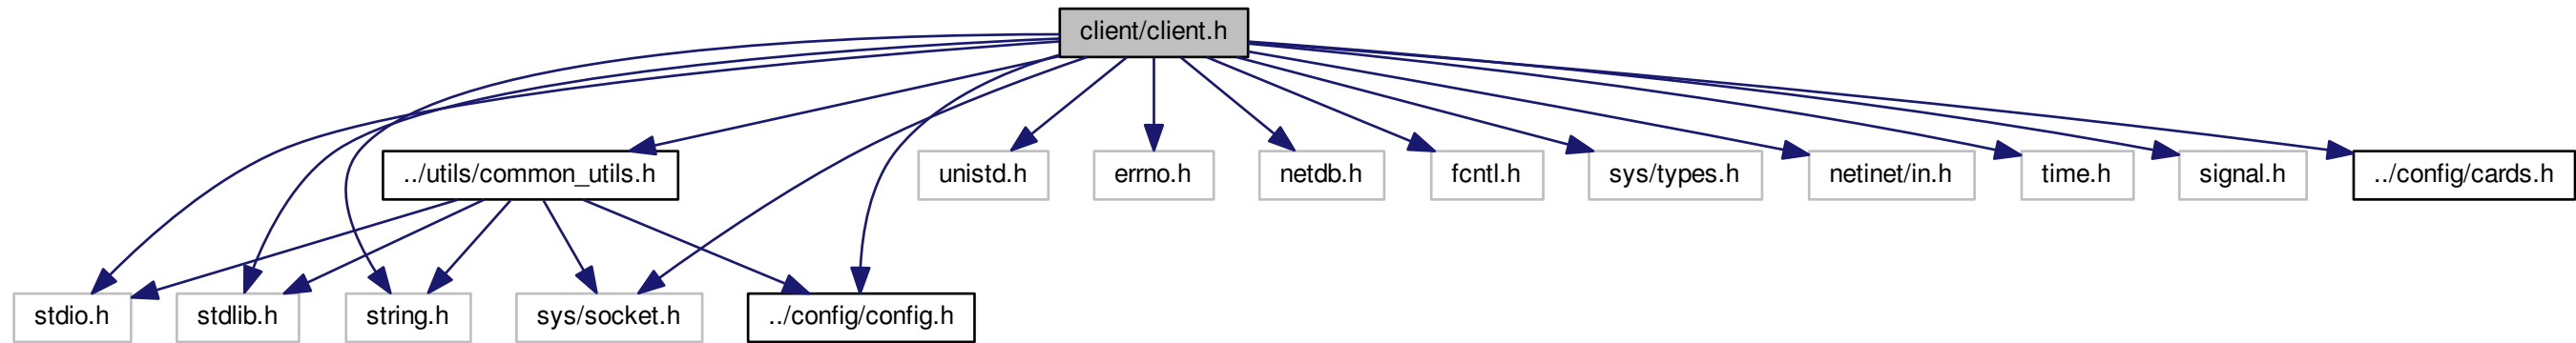 client/client.h
../utils/common_utils.h
unistd.h
errno.h
netdb.h
fcntl.h
sys/types.h
netinet/in.h
time.h
signal.h
../config/cards.h
stdio.h
stdlib.h
string.h
sys/socket.h
../config/config.h